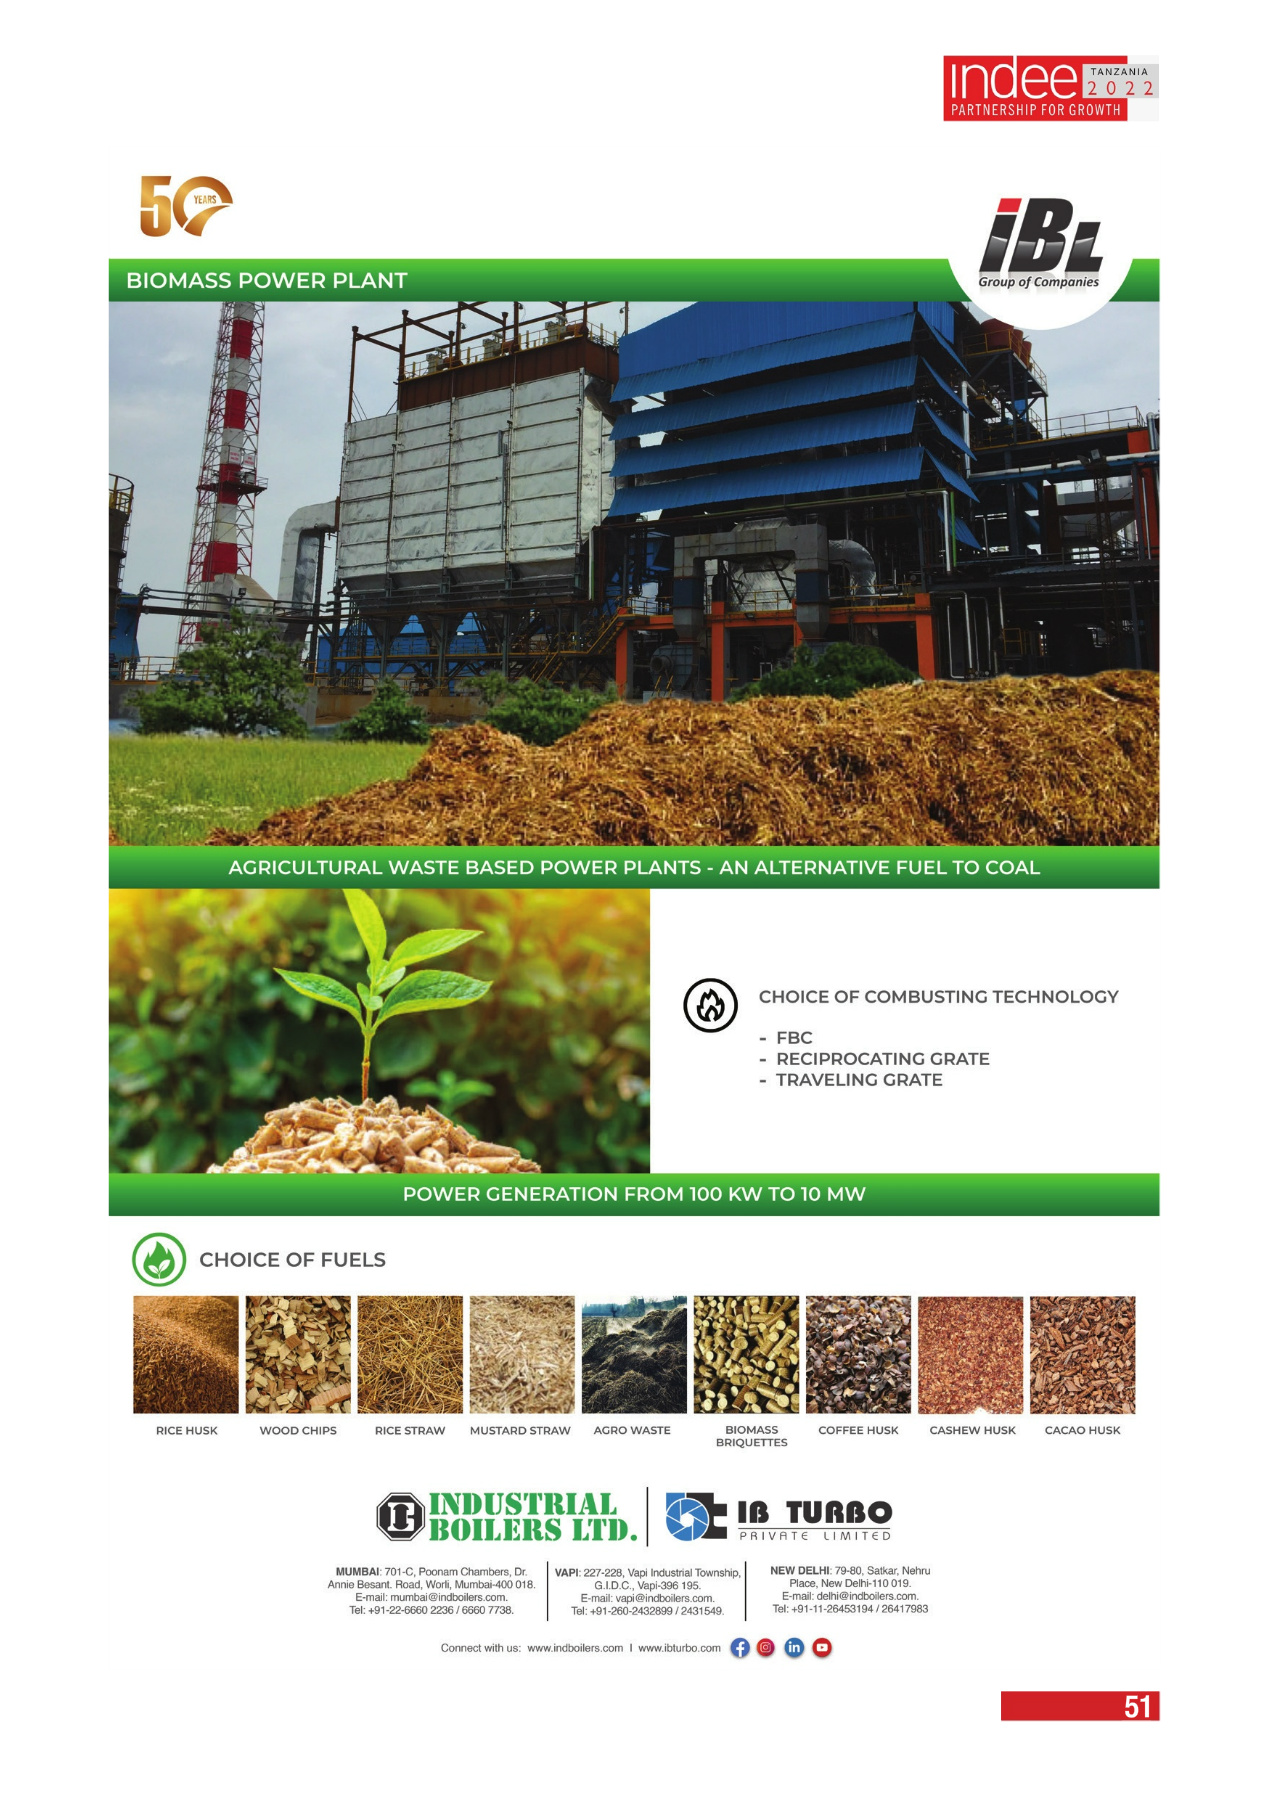 indee
TANZANIA
2022
PARTNERSHIP FOR GROWTH
50 YEARS
iBL
Group of Companies
BIOMASS POWER PLANT
AGRICULTURAL WASTE BASED POWER PLANTS - AN ALTERNATIVE FUEL TO COAL
CHOICE OF COMBUSTING TECHNOLOGY
- FBC
- RECIPROCATING GRATE
- TRAVELING GRATE
POWER GENERATION FROM 100 KW TO 10 MW
CHOICE OF FUELS
RICE HUSK
WOOD CHIPS
RICE STRAW
MUSTARD STRAW
AGRO WASTE
BIOMASS
BRIQUETTES
COFFEE HUSK
CASHEW HUSK
CACAO HUSK
INDUSTRIAL
BOILERS LTD.
IB TURBO
PRIVATE LIMITED
MUMBAI: 701-C, Poonam Chambers, Dr.
Annie Besant. Road, Worli, Mumbai-400 018.
E-mail: mumbai@indboilers.com.
Tel: +91-22-6660 2236 / 6660 7738.
VAPI: 227-228, Vapi Industrial Township,
G.I.D.C., Vapi-396 195.
E-mail: vapi@indboilers.com.
Tel: +91-260-2432899 / 2431549.
NEW DELHI: 79-80, Satkar, Nehru
Place, New Delhi-110 019.
E-mail: delhi@indboilers.com.
Tel: +91-11-26453194 / 26417983
Connect with us: www.indboilers.com I www.ibturbo.com
51